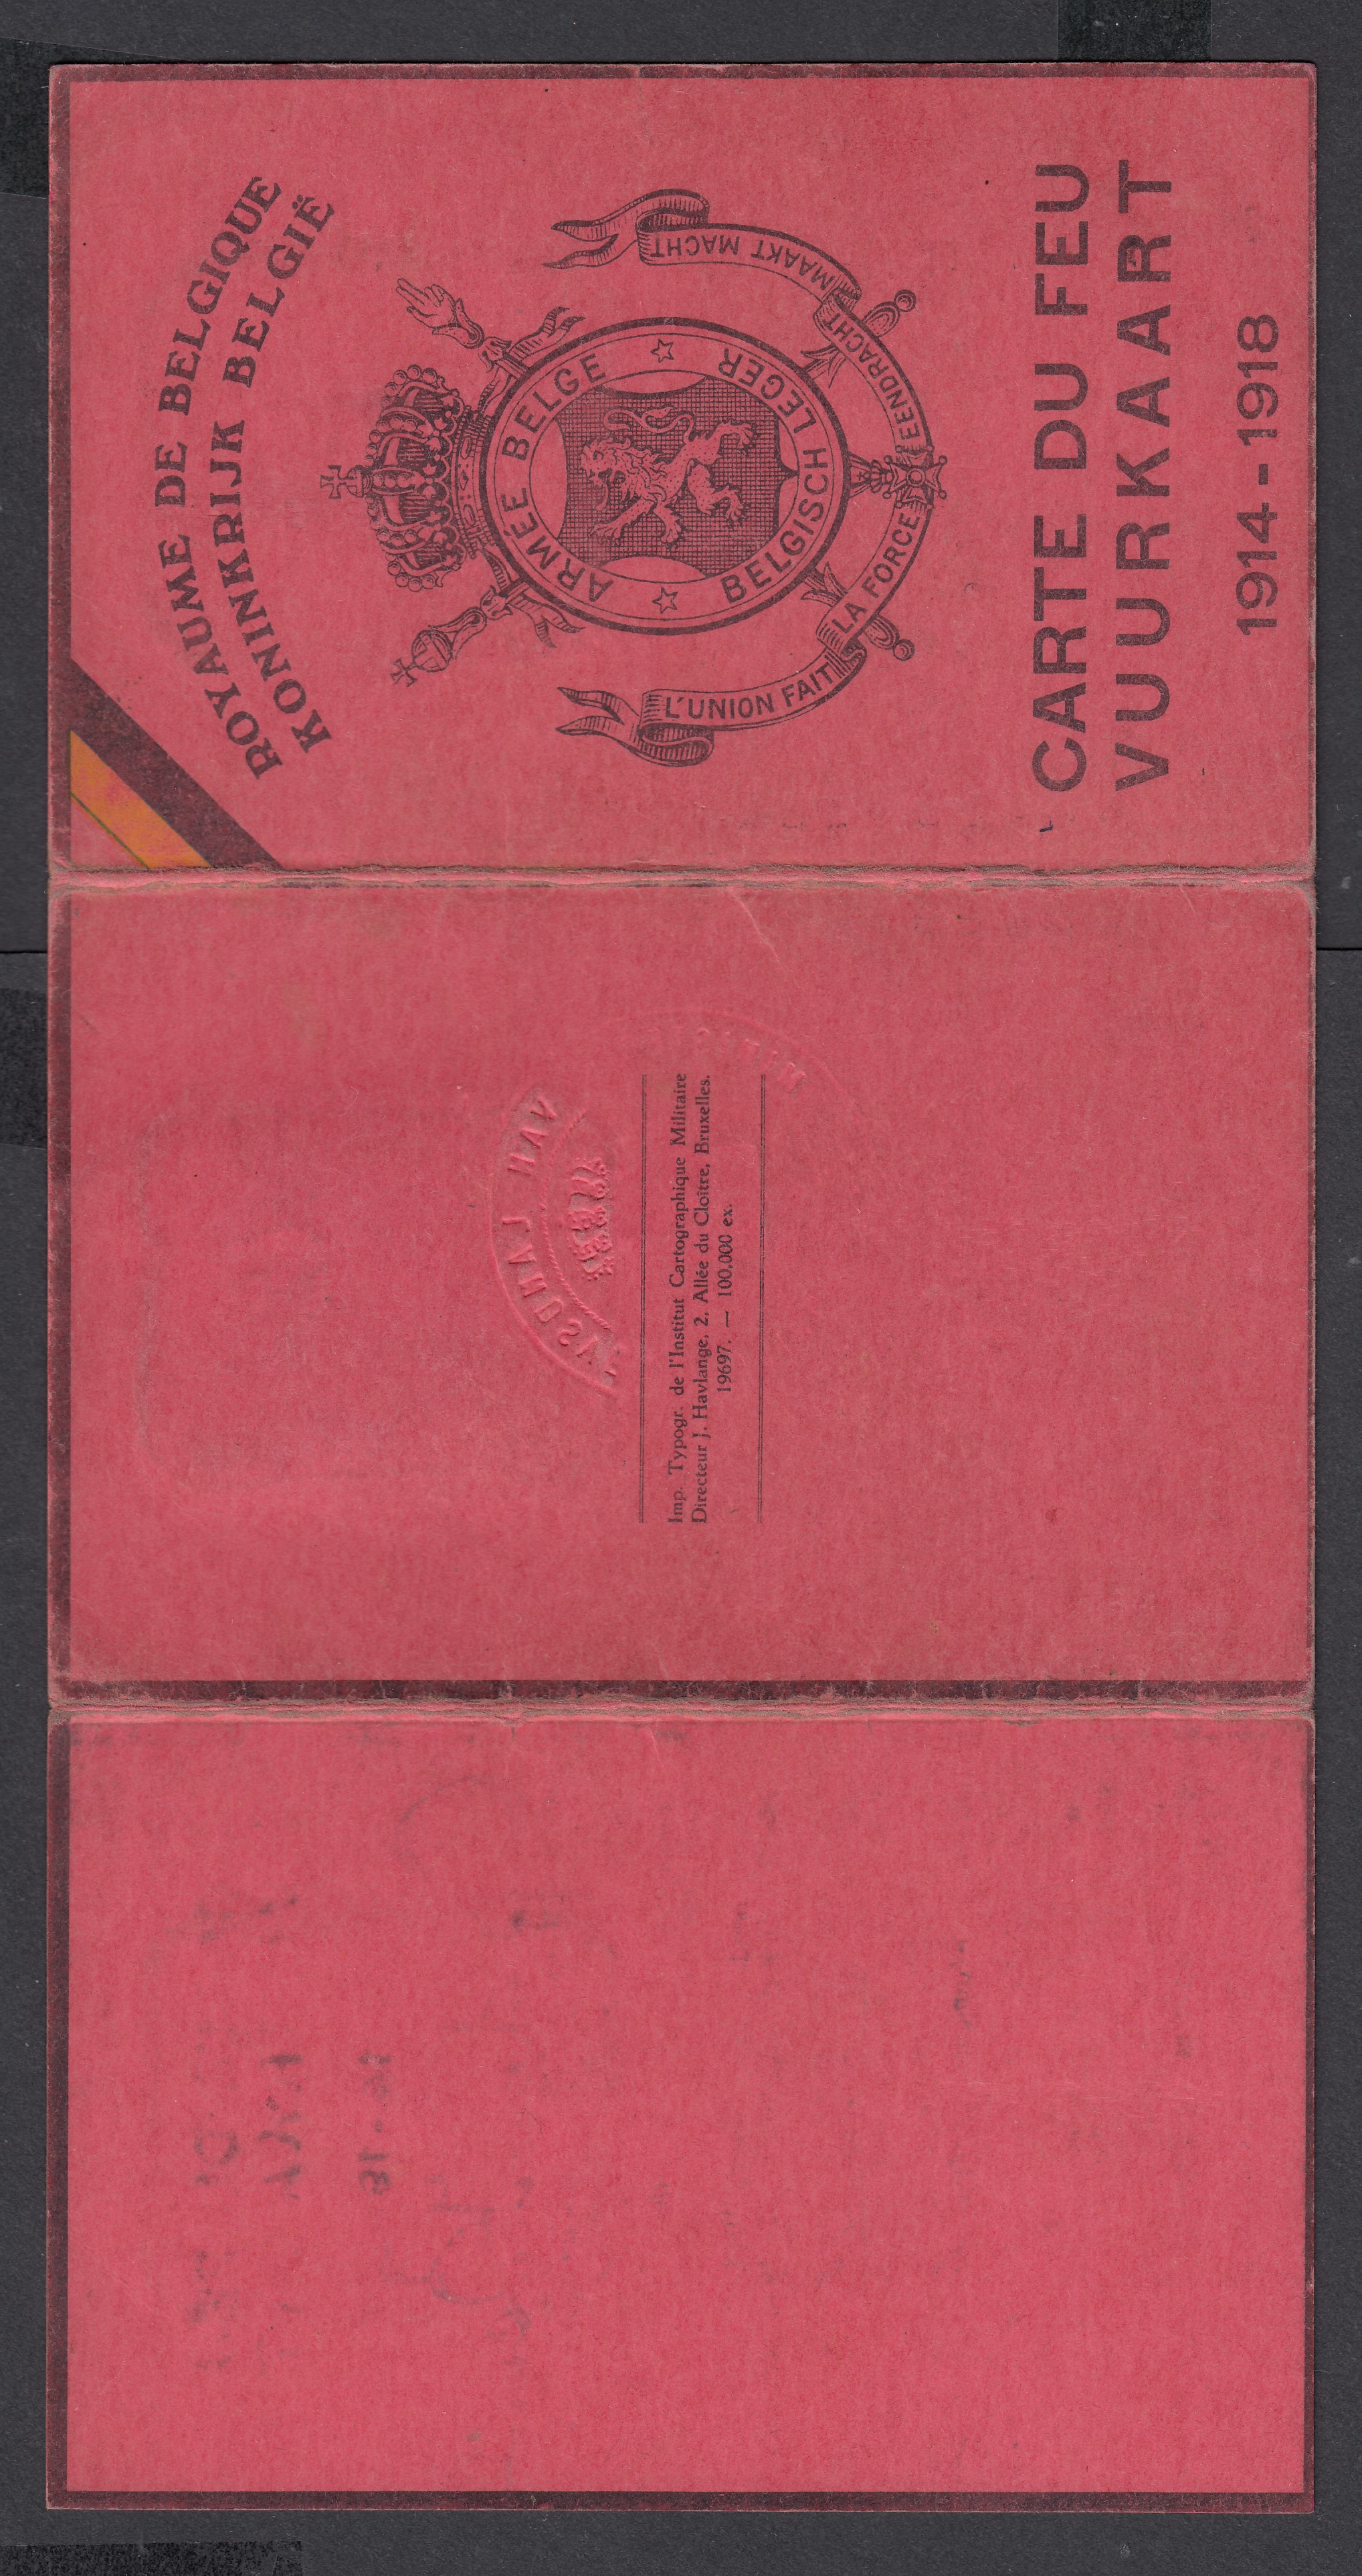 ROYAUME DE BELGIQUE
KONINKRIJK BELGIË
ARMÉE BELGE
BELGISCH LEGER
L'UNION FAIT LA FORCE
EENDRACHT MAAKT MACHT
CARTE DU FEU
VUURKAART
1914-1918
Imp. Typogr. de l'Institut Cartographique Militaire
Directeur J. Havlange, 2, Allée du Cloître, Bruxelles.
19697. — 100,000 ex.